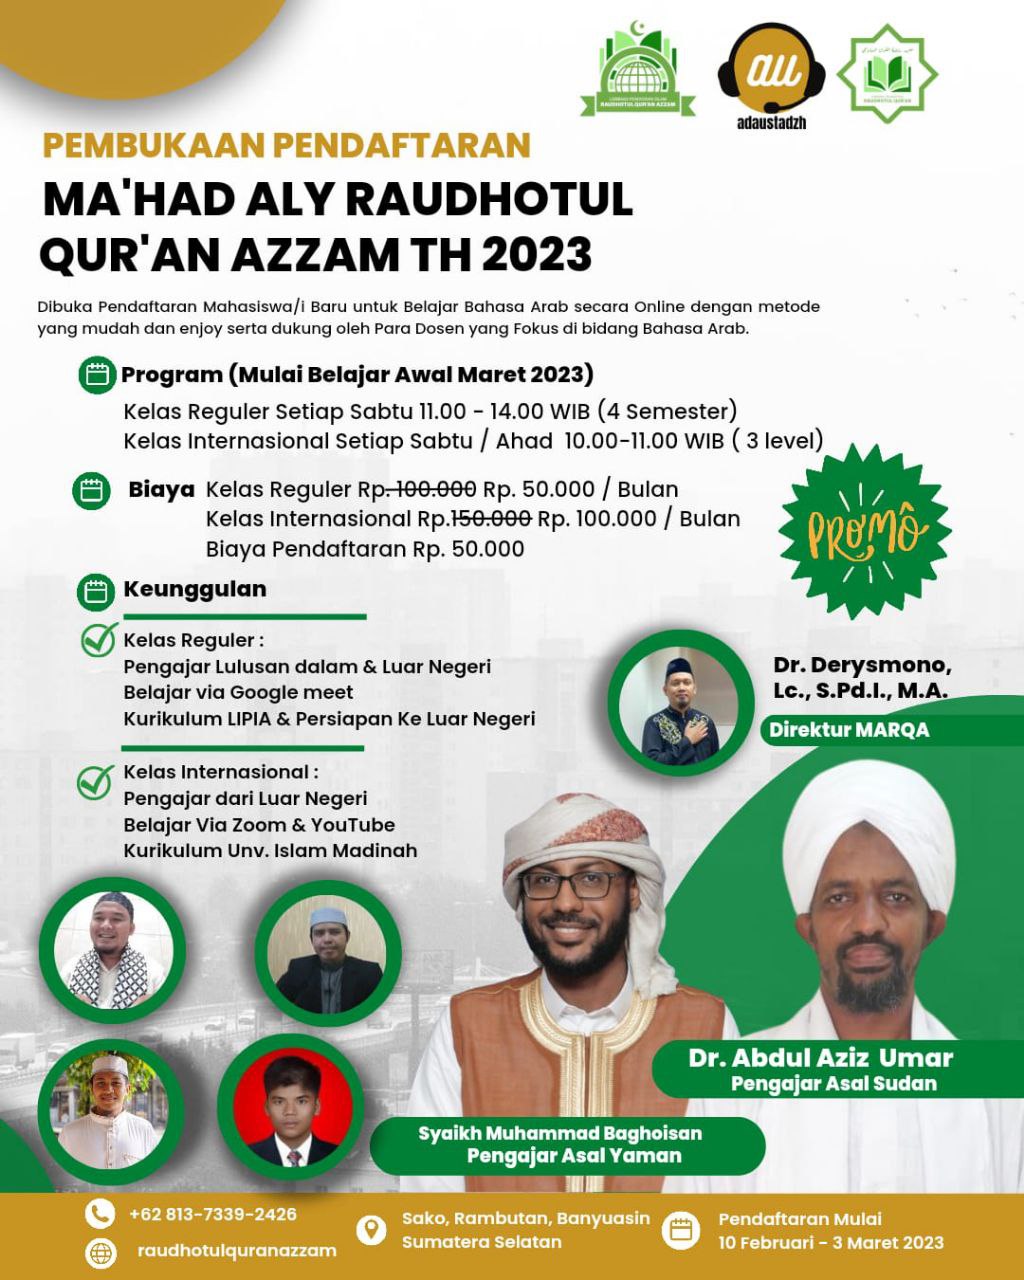 RAUDHOTUL QUR'AN AZZAM
au
adaustadzh
PEMBUKAAN PENDAFTARAN
MA'HAD ALY RAUDHOTUL
QUR'AN AZZAM TH 2023
Dibuka Pendaftaran Mahasiswa/i Baru untuk Belajar Bahasa Arab secara Online dengan metode
yang mudah dan enjoy serta dukung oleh Para Dosen yang Fokus di bidang Bahasa Arab.
Program (Mulai Belajar Awal Maret 2023)
Kelas Reguler Setiap Sabtu 11.00 - 14.00 WIB (4 Semester)
Kelas Internasional Setiap Sabtu / Ahad 10.00-11.00 WIB ( 3 level)
Biaya Kelas Reguler Rp. 100.000 Rp. 50.000 / Bulan
Kelas Internasional Rp.150.000 Rp. 100.000 / Bulan
Biaya Pendaftaran Rp. 50.000
PROMÔ
Keunggulan
Kelas Reguler :
Pengajar Lulusan dalam & Luar Negeri
Belajar via Google meet
Kurikulum LIPIA & Persiapan Ke Luar Negeri
Dr. Derysmono,
Lc., S.Pd.I., M.A.
Direktur MARQA
Kelas Internasional :
Pengajar dari Luar Negeri
Belajar Via Zoom & YouTube
Kurikulum Unv. Islam Madinah
Dr. Abdul Aziz Umar
Pengajar Asal Sudan
Syaikh Muhammad Baghoisan
Pengajar Asal Yaman
+62 813-7339-2426
raudhotulquranazzam
Sako, Rambutan, Banyuasin
Sumatera Selatan
Pendaftaran Mulai
10 Februari - 3 Maret 2023